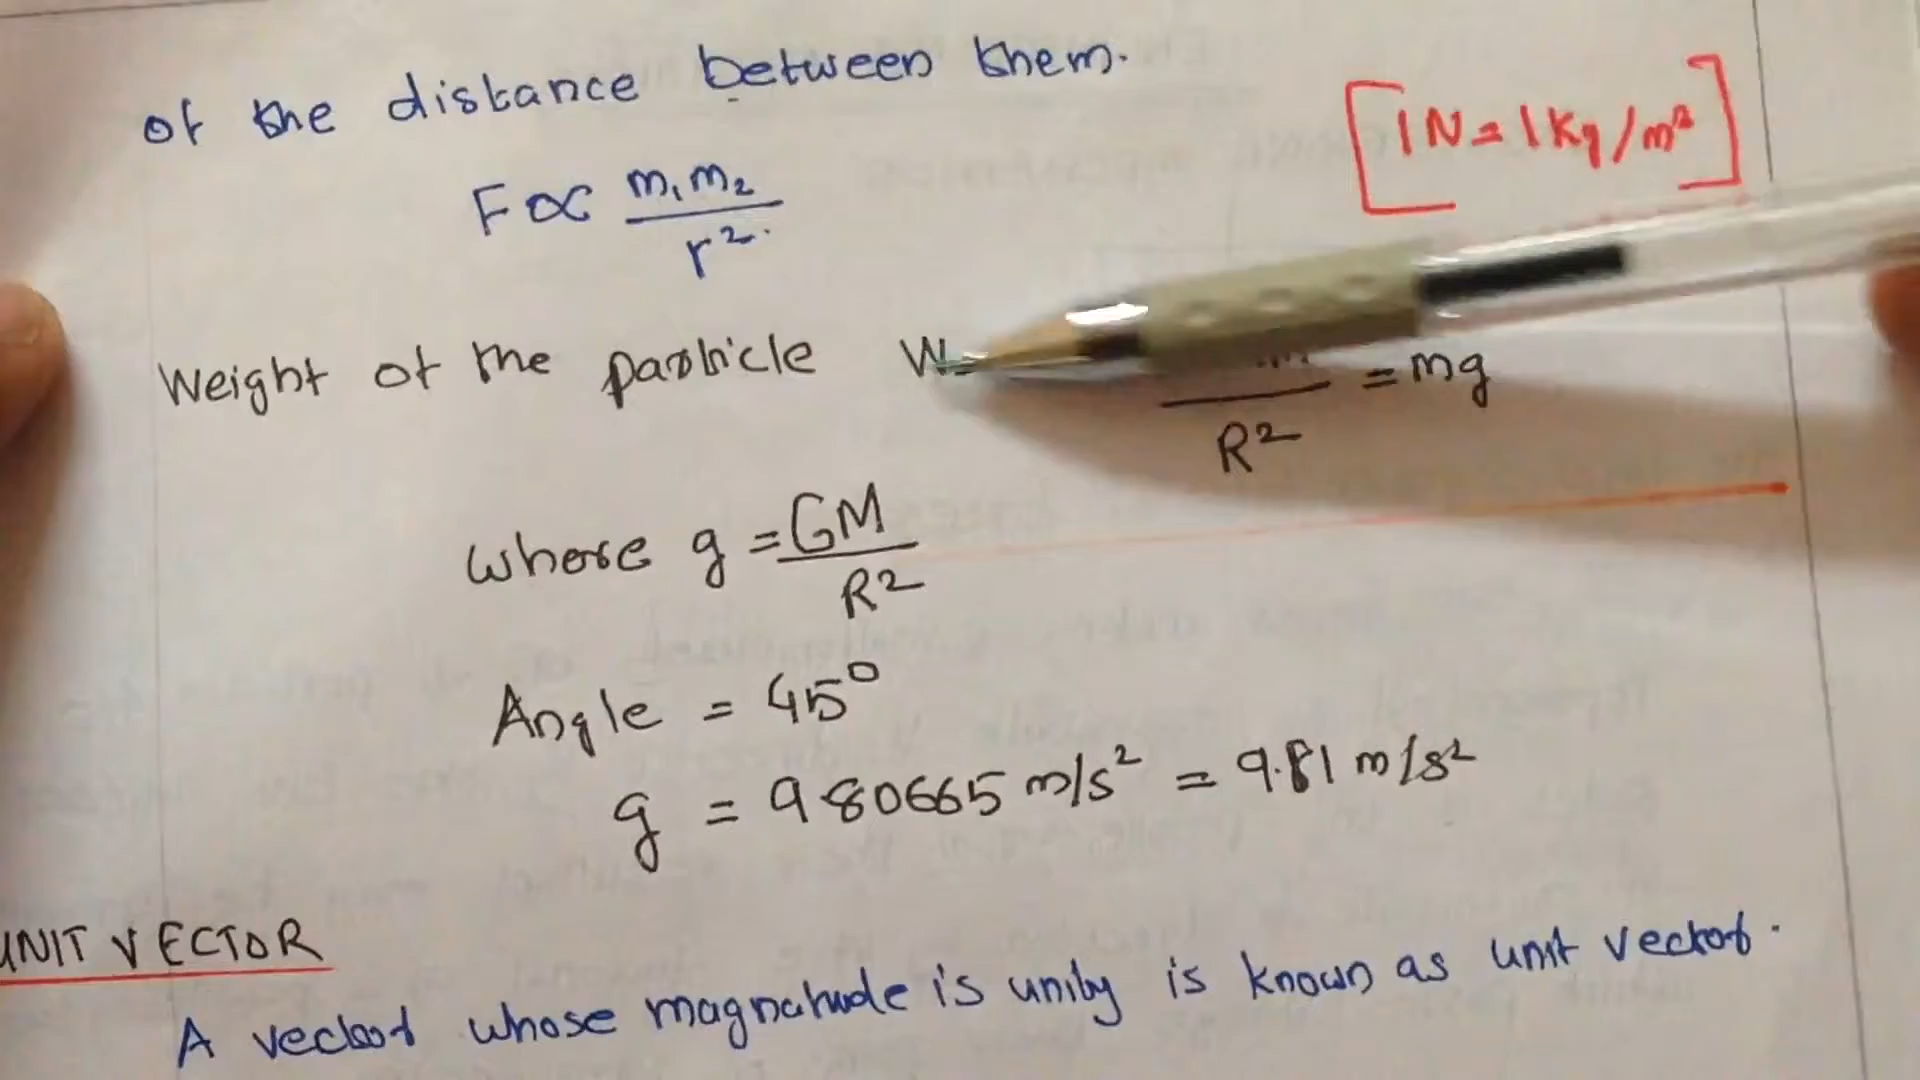 of the distance between them.
[1N = 1Kg/m²]
F ∝ m₁m₂ / r²
Weight of the particle W = / R² = mg
where g = GM / R²
Angle = 45°
g = 980665 m/s² = 9.81 m/s²
UNIT VECTOR
A vector whose magnatude is unity is known as unit vector.